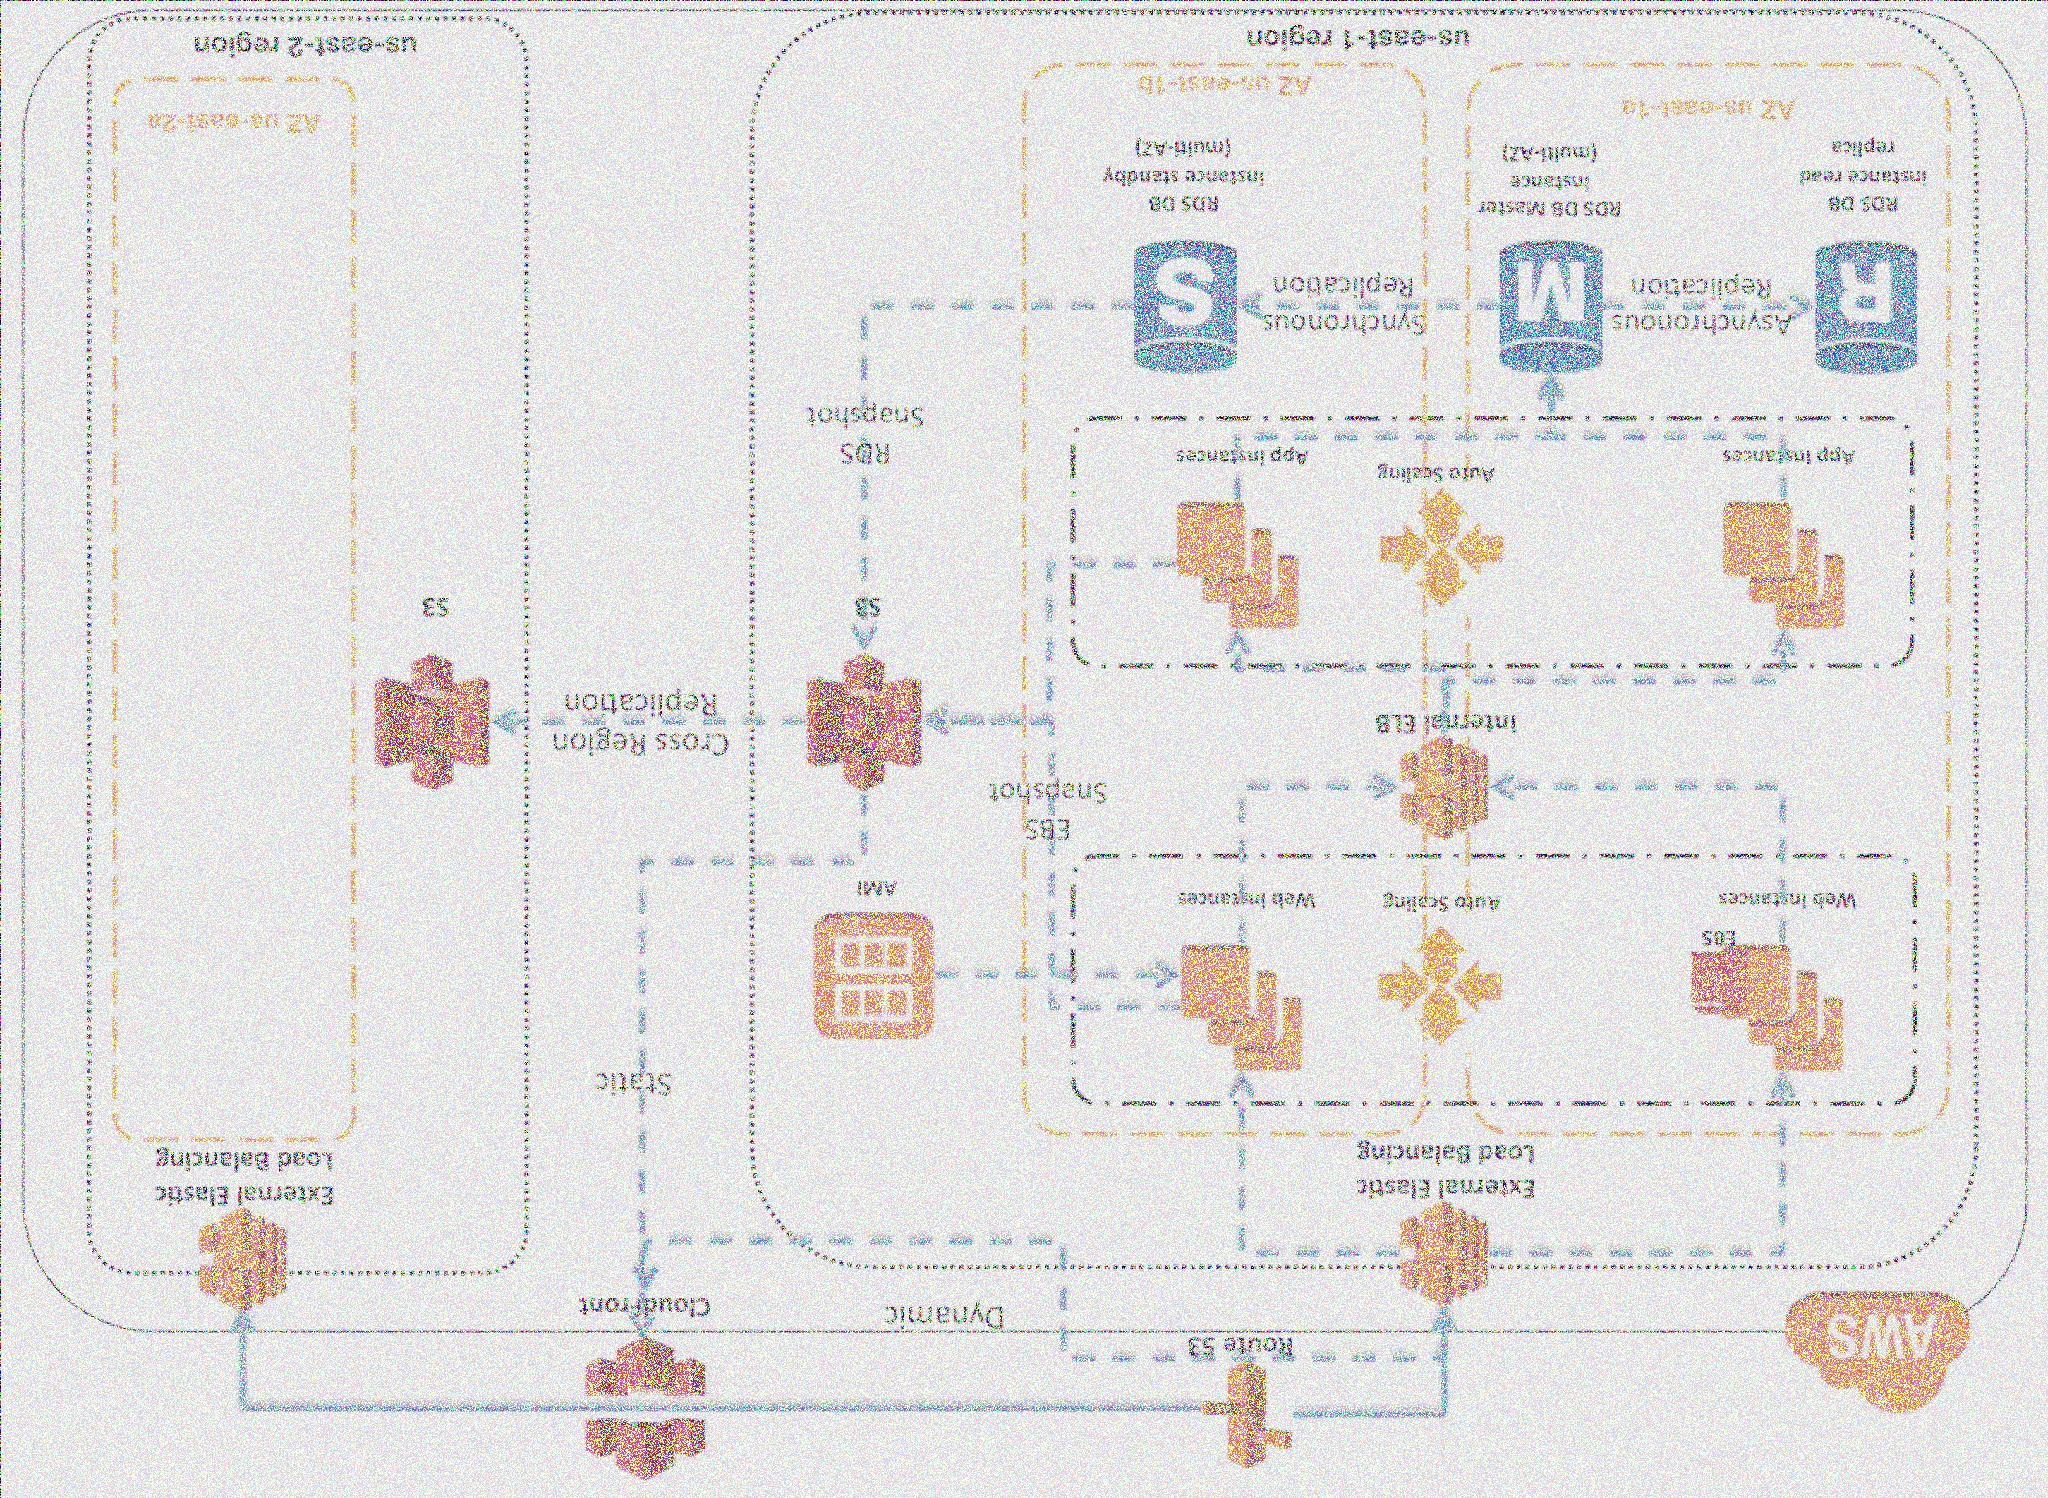 AWS
Route 53
Dynamic
CloudFront
External Elastic
Load Balancing
External Elastic
Load Balancing
Static
EBS
Web Instances
Auto Scaling
Web Instances
AMI
EBS
Snapshot
Internal ELB
Cross Region
Replication
S3
S3
App Instances
Auto Scaling
App Instances
RDS
Snapshot
Asynchronous
Replication
Synchronous
Replication
R
M
S
RDS DB
instance read
replica
RDS DB Master
instance
(multi-AZ)
RDS DB
instance standby
(multi-AZ)
AZ us-east-1a
AZ us-east-1b
AZ us-east-2a
us-east-1 region
us-east-2 region